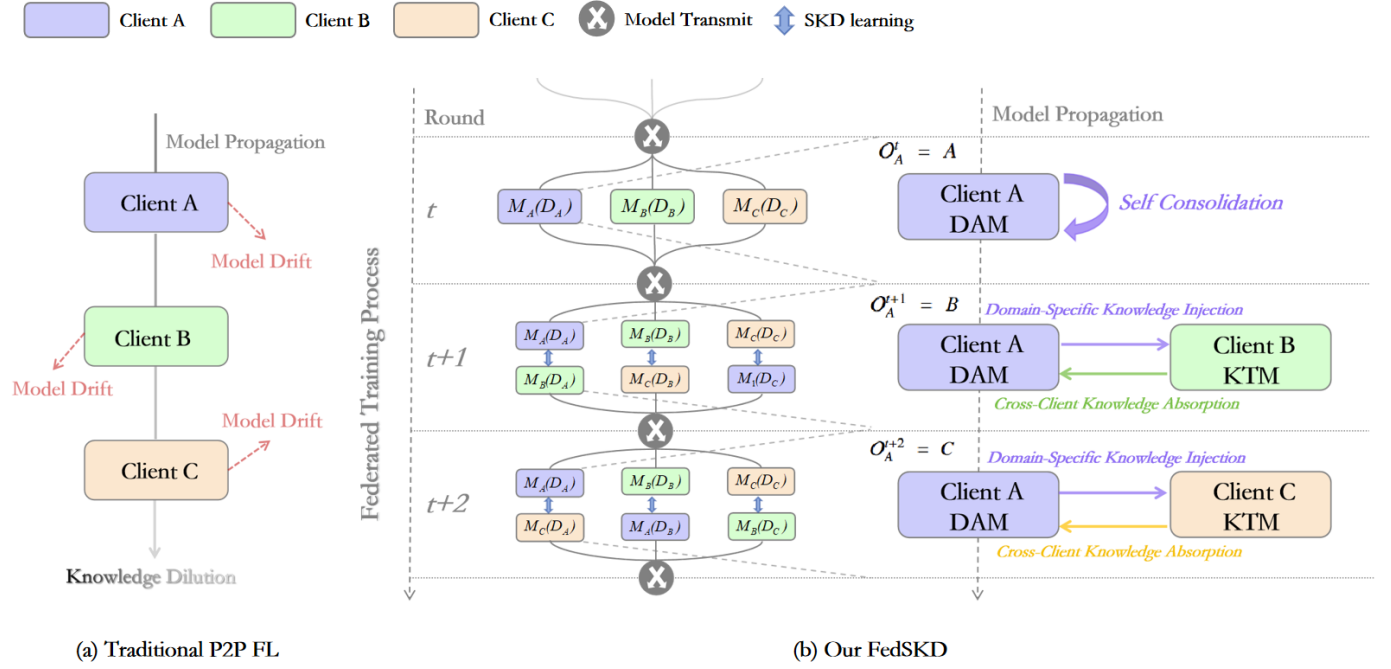 Client A
Client B
Client C
Model Transmit
SKD learning
Model Propagation
Client A
Model Drift
Client B
Model Drift
Model Drift
Client C
Knowledge Dilution
(a) Traditional P2P FL
Federated Training Process
Round
Model Propagation
t
M_A(D_A)
M_B(D_B)
M_C(D_C)
O_A^t = A
Client A
DAM
Self Consolidation
t+1
M_A(D_A)
M_B(D_B)
M_C(D_C)
M_B(D_A)
M_C(D_B)
M_1(D_C)
O_A^{t+1} = B
Domain-Specific Knowledge Injection
Client A
DAM
Client B
KTM
Cross-Client Knowledge Absorption
t+2
M_A(D_A)
M_B(D_B)
M_C(D_C)
M_C(D_A)
M_A(D_B)
M_B(D_C)
O_A^{t+2} = C
Domain-Specific Knowledge Injection
Client A
DAM
Client C
KTM
Cross-Client Knowledge Absorption
(b) Our FedSKD